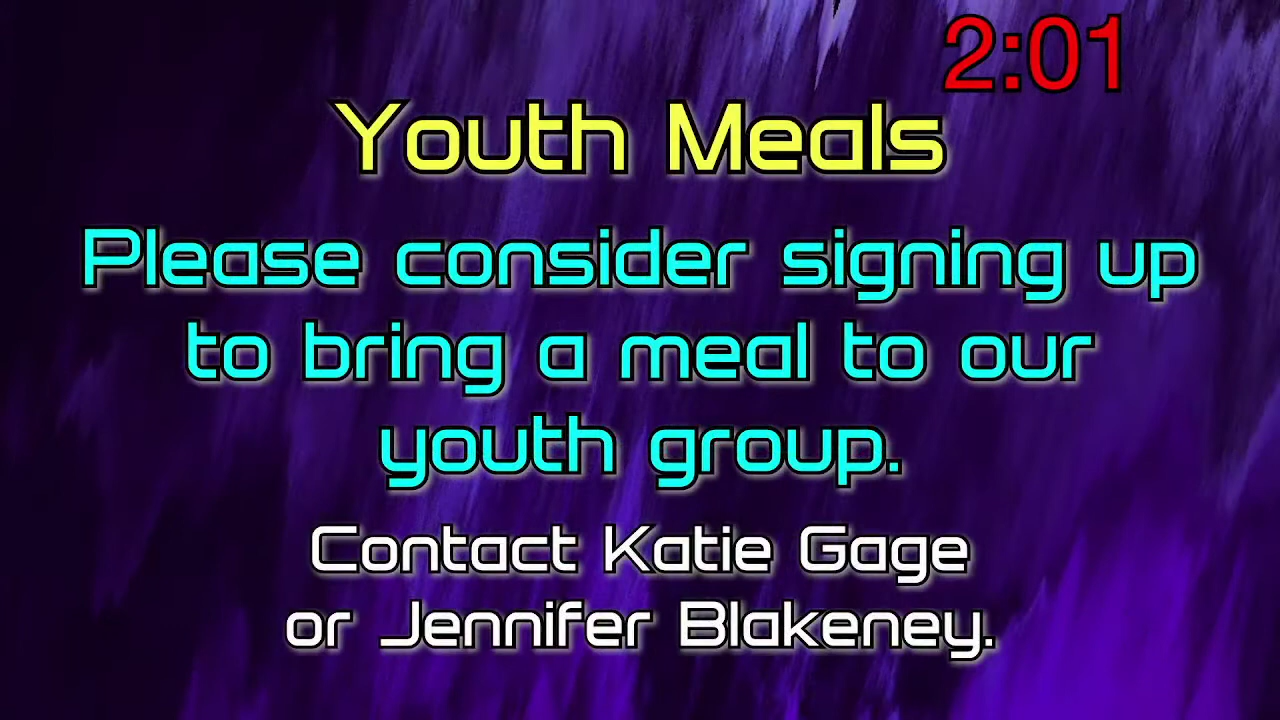 2:01
Youth Meals
Please consider signing up
to bring a meal to our
youth group.
Contact Katie Gage
or Jennifer Blakeney.